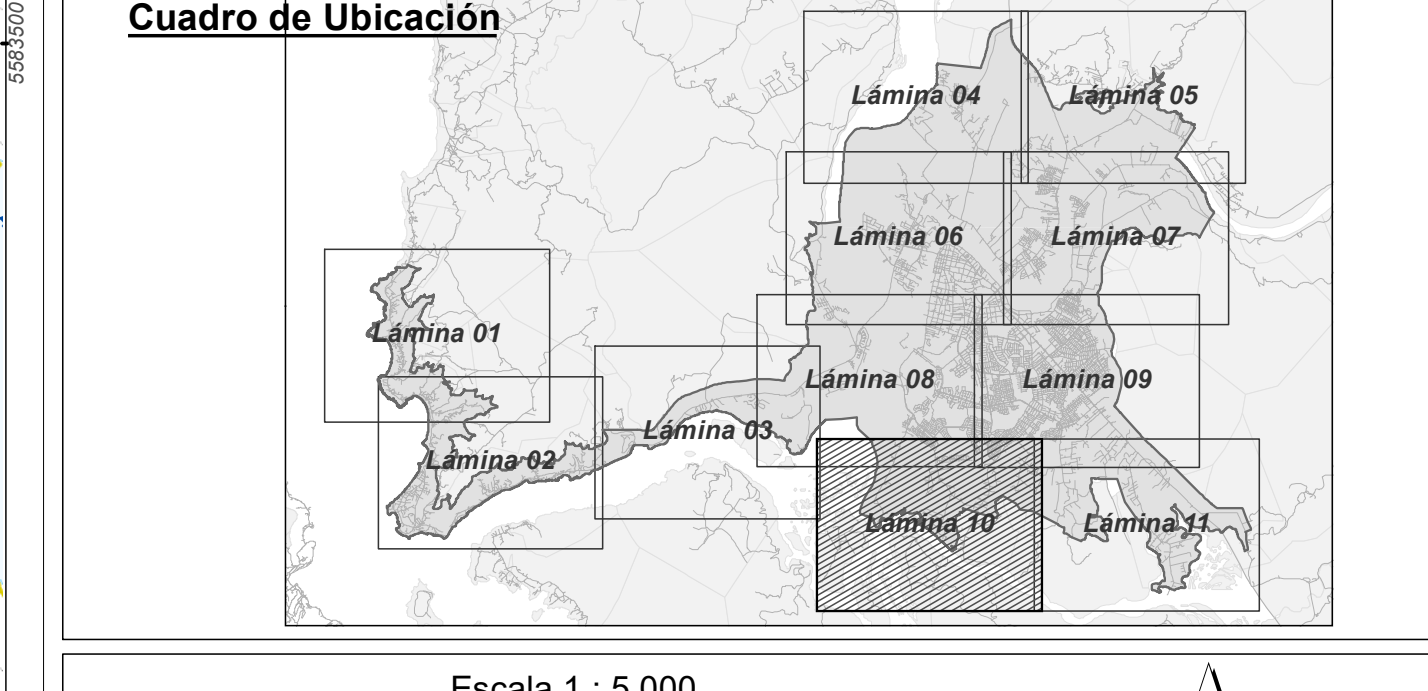 Cuadro de Ubicación
5583500
Lámina 04
Lámina 05
Lámina 06
Lámina 07
Lámina 01
Lámina 08
Lámina 09
Lámina 03
Lámina 02
Lámina 10
Lámina 11
Escala 1 : 5.000